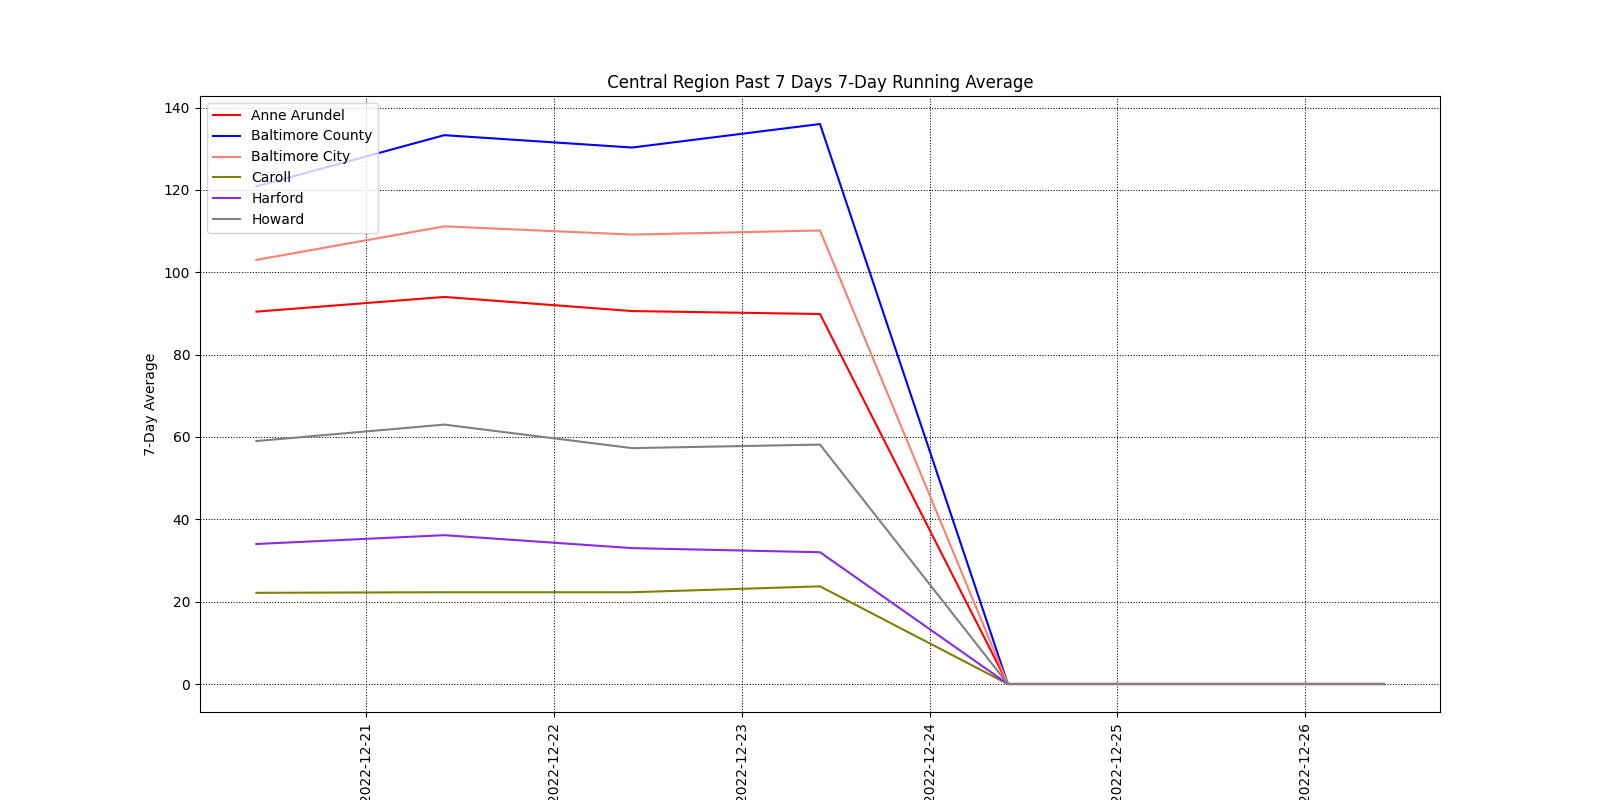 Central Region Past 7 Days 7-Day Running Average
Anne Arundel
Baltimore County
Baltimore City
Caroll
Harford
Howard
140
120
100
80
60
40
20
0
7-Day Average
2022-12-21
2022-12-22
2022-12-23
2022-12-24
2022-12-25
2022-12-26